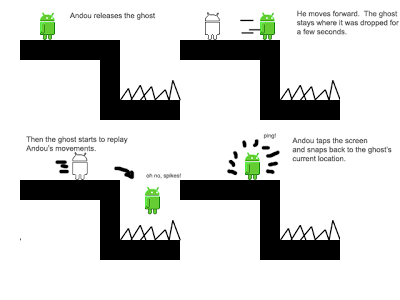 Andou releases the ghost
He moves forward.  The ghost
stays where it was dropped for
a few seconds.
Then the ghost starts to replay
Andou's movements.
oh no, spikes!
ping!
Andou taps the screen
and snaps back to the ghost's
current location.